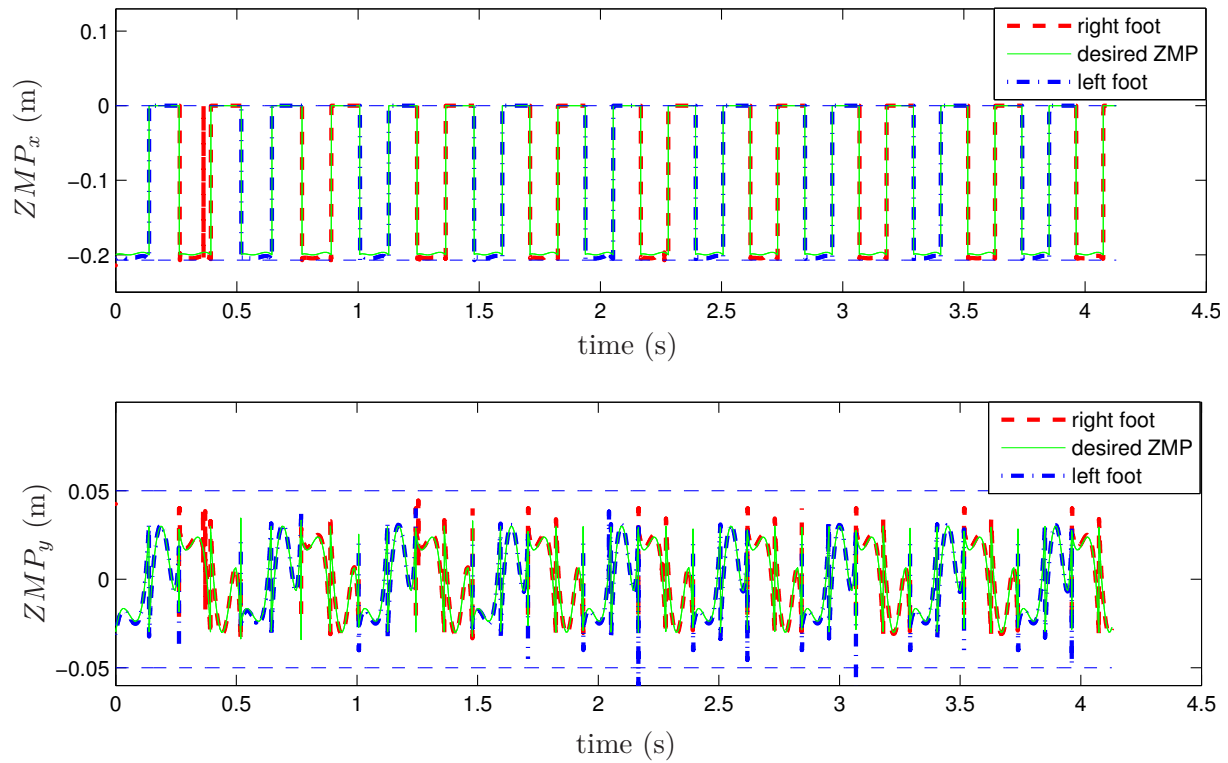 0.1
0
−0.1
−0.2
ZMPx (m)
right foot
desired ZMP
left foot
0 0.5 1 1.5 2 2.5 3 3.5 4 4.5
time (s)
0.05
0
−0.05
ZMPy (m)
right foot
desired ZMP
left foot
0 0.5 1 1.5 2 2.5 3 3.5 4 4.5
time (s)